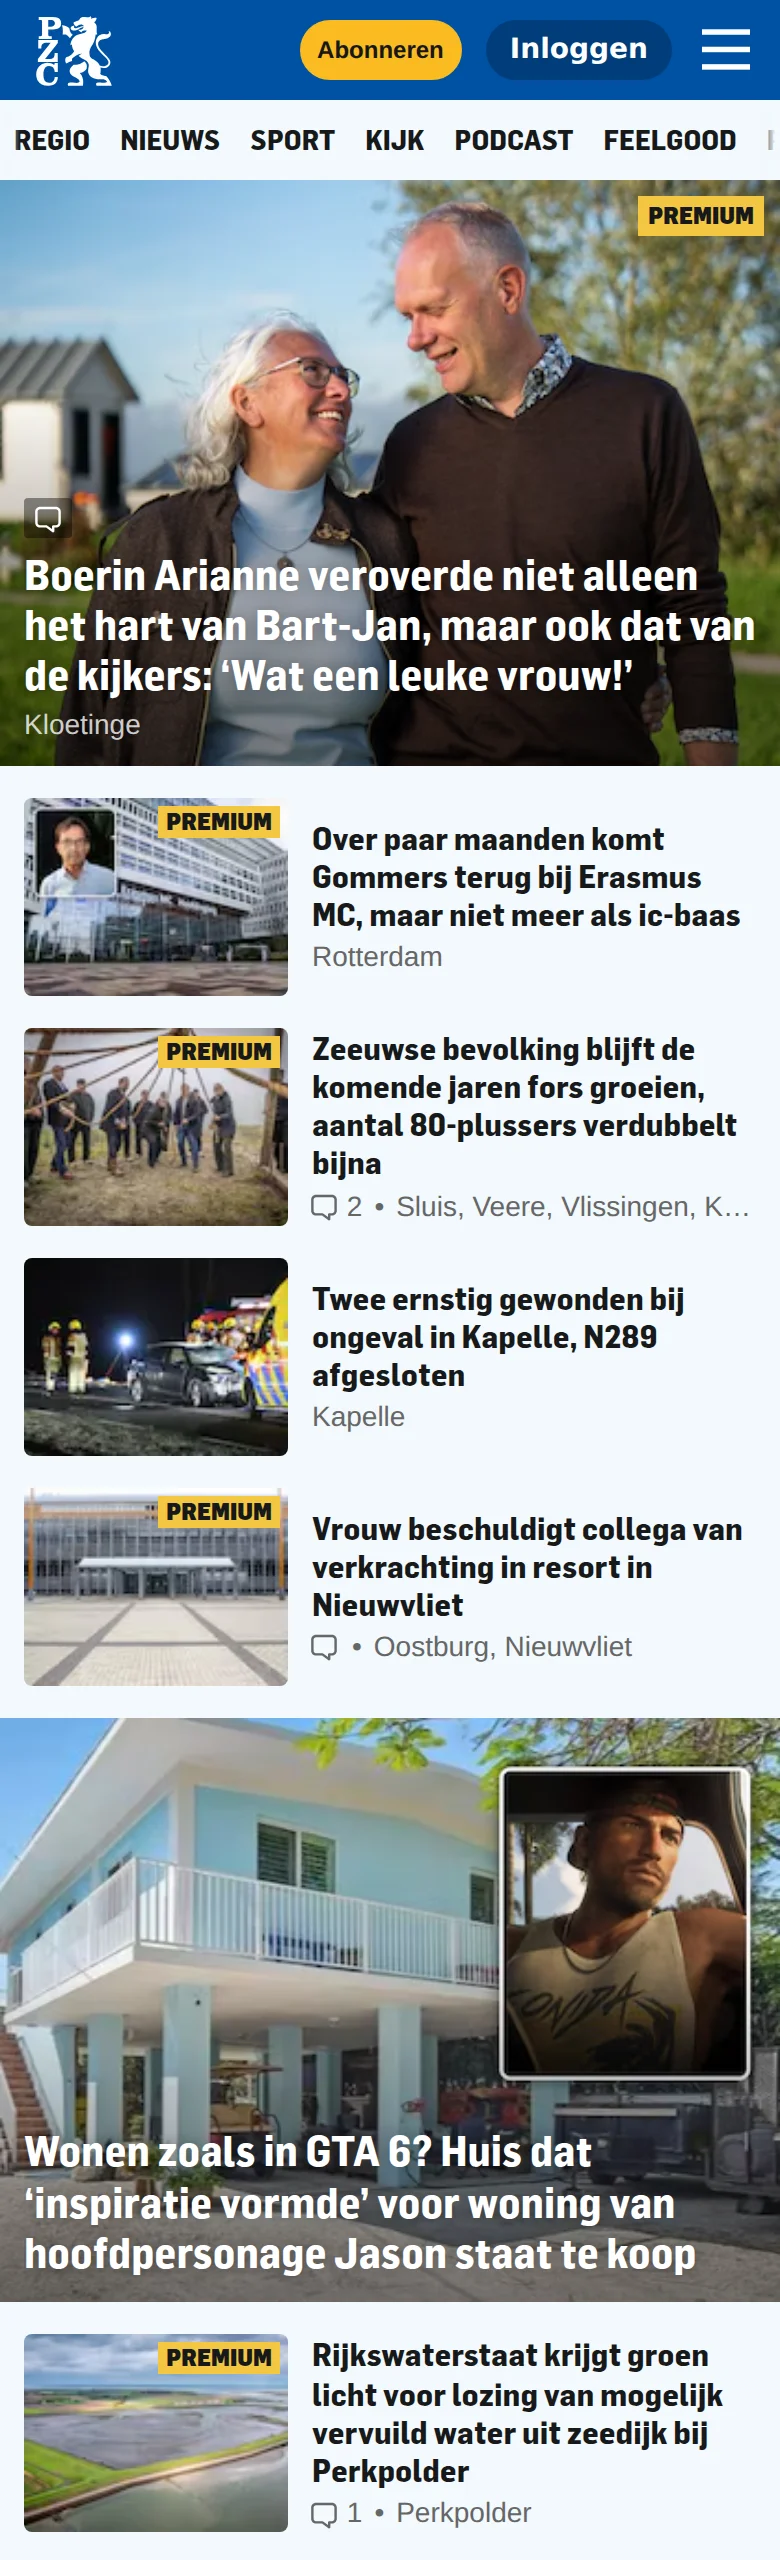 PZC
Abonneren
Inloggen
REGIO NIEUWS SPORT KIJK PODCAST FEELGOOD
PREMIUM
Boerin Arianne veroverde niet alleen
het hart van Bart-Jan, maar ook dat van
de kijkers: ‘Wat een leuke vrouw!’
Kloetinge
PREMIUM
Over paar maanden komt
Gommers terug bij Erasmus
MC, maar niet meer als ic-baas
Rotterdam
PREMIUM
Zeeuwse bevolking blijft de
komende jaren fors groeien,
aantal 80-plussers verdubbelt
bijna
2 • Sluis, Veere, Vlissingen, K...
Twee ernstig gewonden bij
ongeval in Kapelle, N289
afgesloten
Kapelle
PREMIUM
Vrouw beschuldigt collega van
verkrachting in resort in
Nieuwvliet
• Oostburg, Nieuwvliet
Wonen zoals in GTA 6? Huis dat
‘inspiratie vormde’ voor woning van
hoofdpersonage Jason staat te koop
PREMIUM
Rijkswaterstaat krijgt groen
licht voor lozing van mogelijk
vervuild water uit zeedijk bij
Perkpolder
1 • Perkpolder